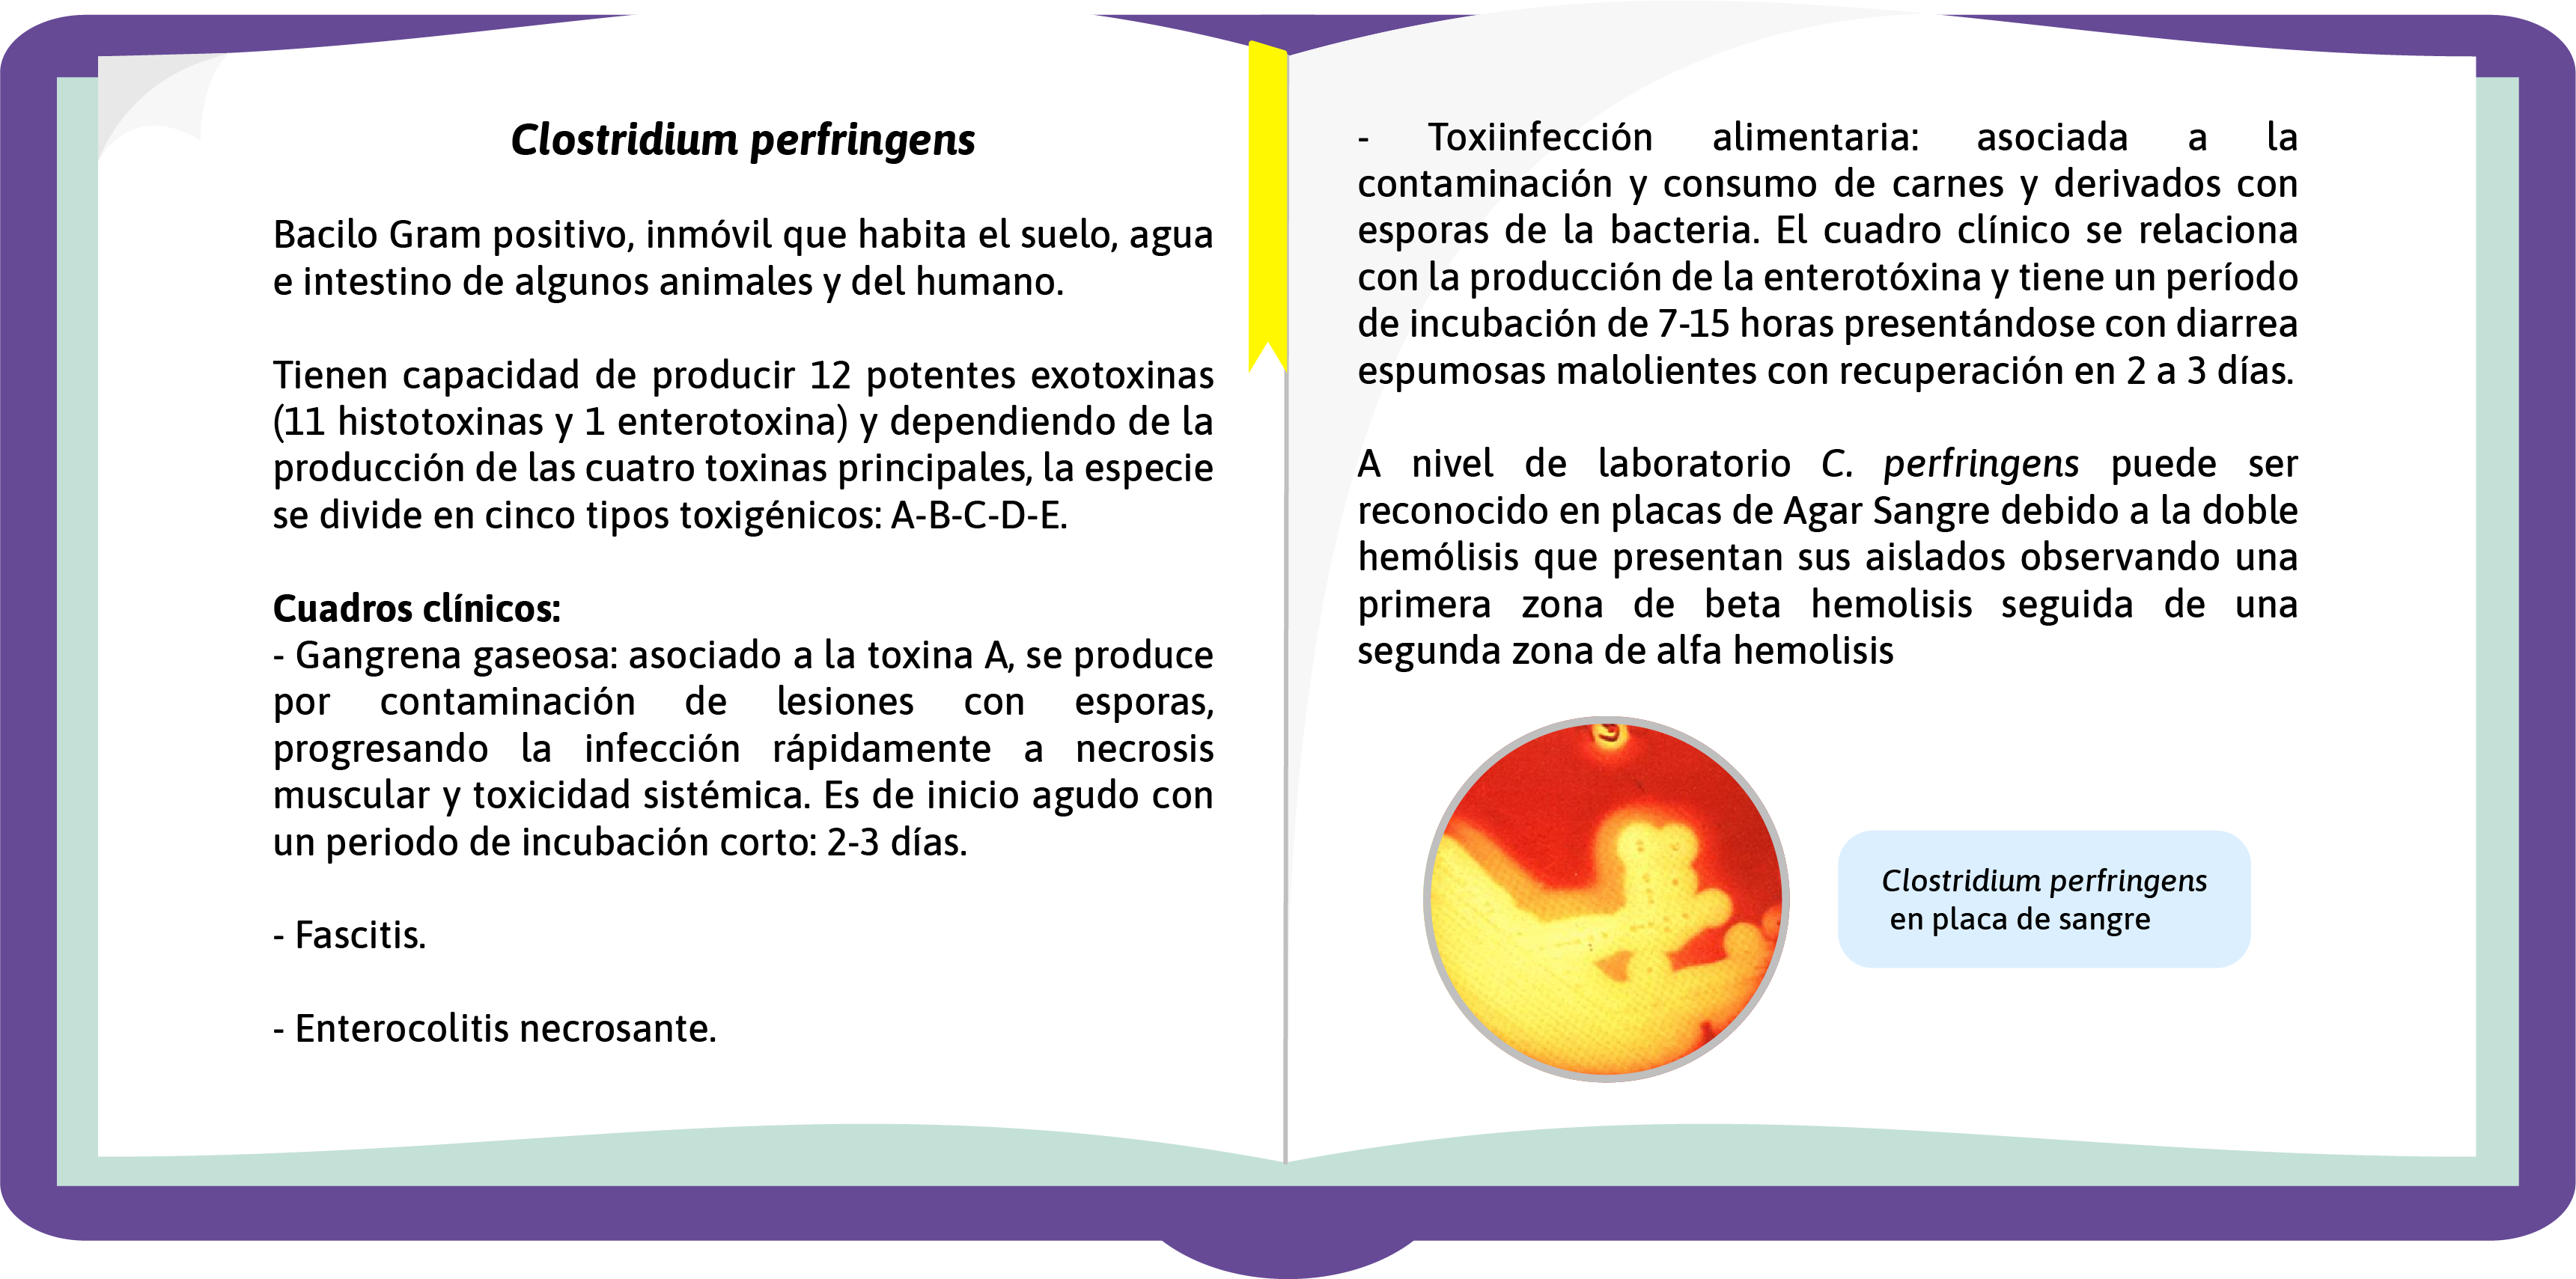 Clostridium perfringens
Bacilo Gram positivo, inmóvil que habita el suelo, agua
e intestino de algunos animales y del humano.
Tienen capacidad de producir 12 potentes exotoxinas
(11 histotoxinas y 1 enterotoxina) y dependiendo de la
producción de las cuatro toxinas principales, la especie
se divide en cinco tipos toxigénicos: A-B-C-D-E.
Cuadros clínicos:
- Gangrena gaseosa: asociado a la toxina A, se produce
por contaminación de lesiones con esporas,
progresando la infección rápidamente a necrosis
muscular y toxicidad sistémica. Es de inicio agudo con
un periodo de incubación corto: 2-3 días.
- Fascitis.
- Enterocolitis necrosante.
- Toxiinfección alimentaria: asociada a la
contaminación y consumo de carnes y derivados con
esporas de la bacteria. El cuadro clínico se relaciona
con la producción de la enterotóxina y tiene un período
de incubación de 7-15 horas presentándose con diarrea
espumosas malolientes con recuperación en 2 a 3 días.
A nivel de laboratorio C. perfringens puede ser
reconocido en placas de Agar Sangre debido a la doble
hemólisis que presentan sus aislados observando una
primera zona de beta hemolisis seguida de una
segunda zona de alfa hemolisis
Clostridium perfringens
en placa de sangre